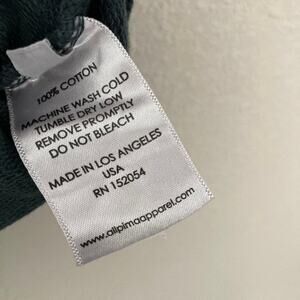 100% COTTON
MACHINE WASH COLD
TUMBLE DRY LOW
REMOVE PROMPTLY
DO NOT BLEACH
MADE IN LOS ANGELES
USA
RN 152054
www.allpimaapparel.com